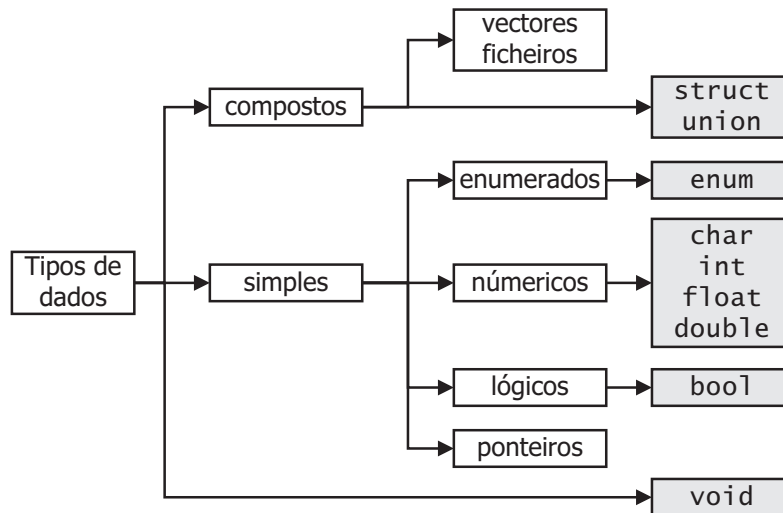 vectores
ficheiros
compostos
struct
union
enumerados
enum
Tipos de
dados
simples
númericos
char
int
float
double
lógicos
bool
ponteiros
void